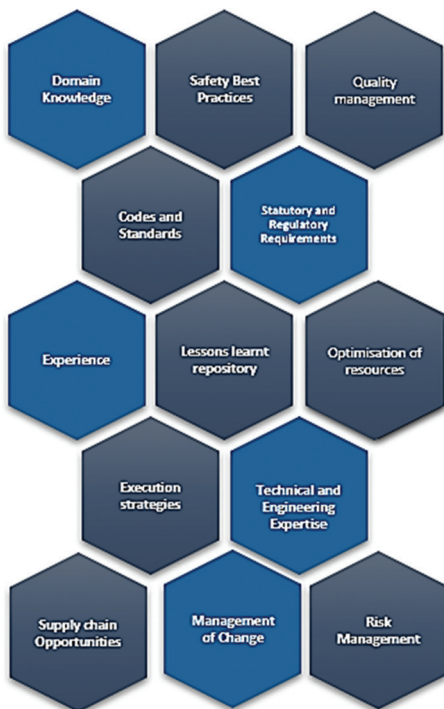 Domain
Knowledge
Safety Best
Practices
Quality
management
Codes and
Standards
Statutory and
Regulatory
Requirements
Experience
Lessons learnt
repository
Optimisation of
resources
Execution
strategies
Technical and
Engineering
Expertise
Supply chain
Opportunities
Management
of Change
Risk
Management